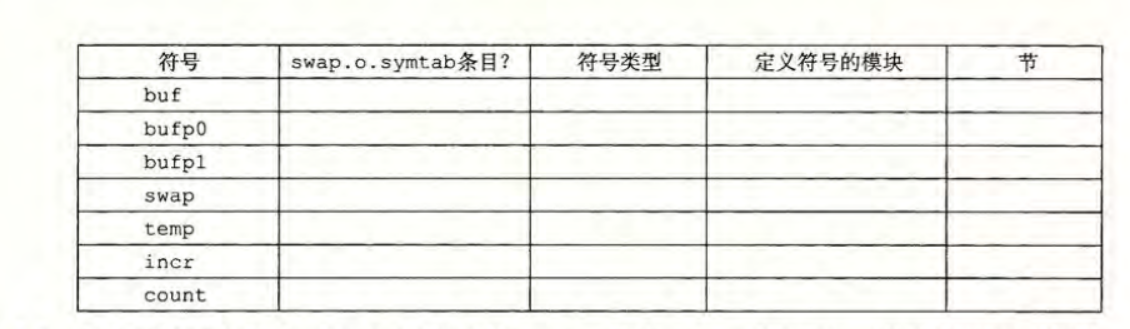 符号 swap.o.symtab条目? 符号类型 定义符号的模块 节
buf
bufp0
bufp1
swap
temp
incr
count